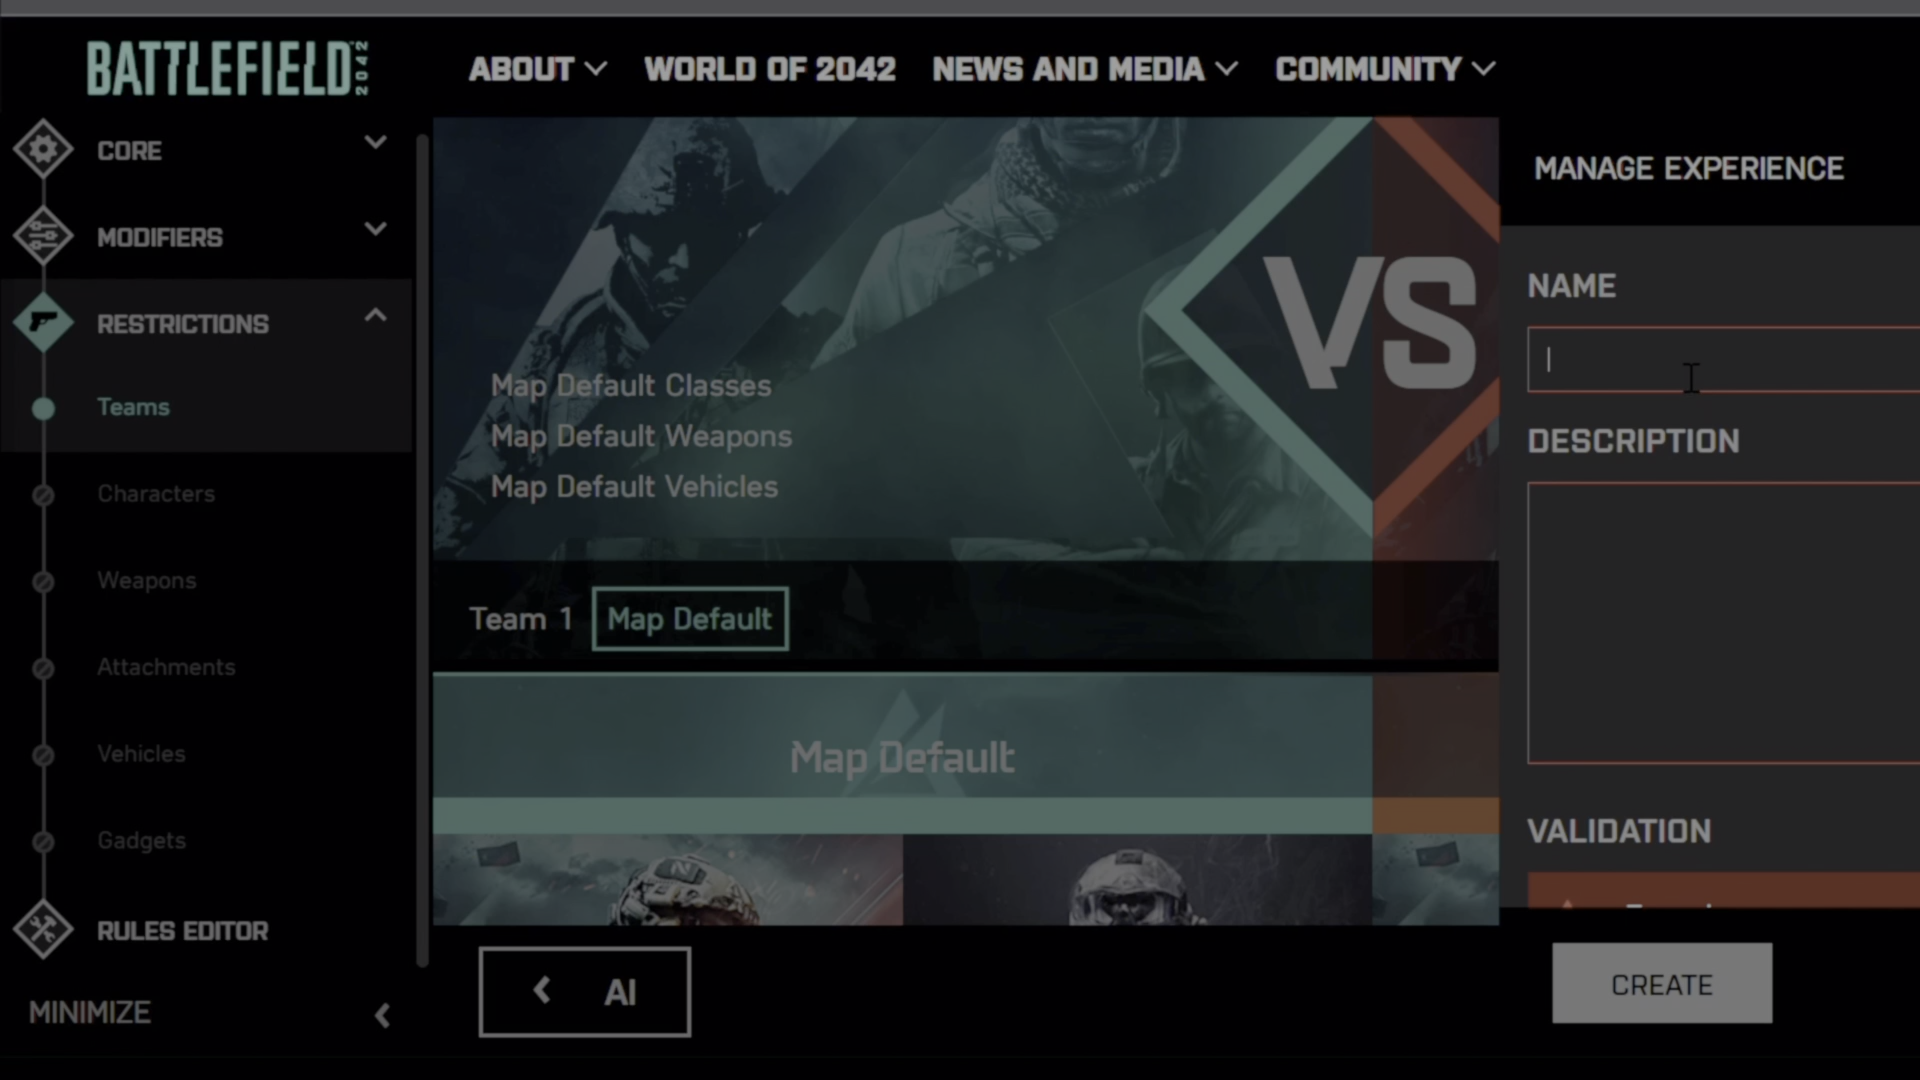 BATTLEFIELD 2042
ABOUT
WORLD OF 2042
NEWS AND MEDIA
COMMUNITY
CORE
MODIFIERS
RESTRICTIONS
Teams
Characters
Weapons
Attachments
Vehicles
Gadgets
RULES EDITOR
MINIMIZE
VS
Map Default Classes
Map Default Weapons
Map Default Vehicles
Team 1 Map Default
Map Default
AI
MANAGE EXPERIENCE
NAME
DESCRIPTION
VALIDATION
CREATE